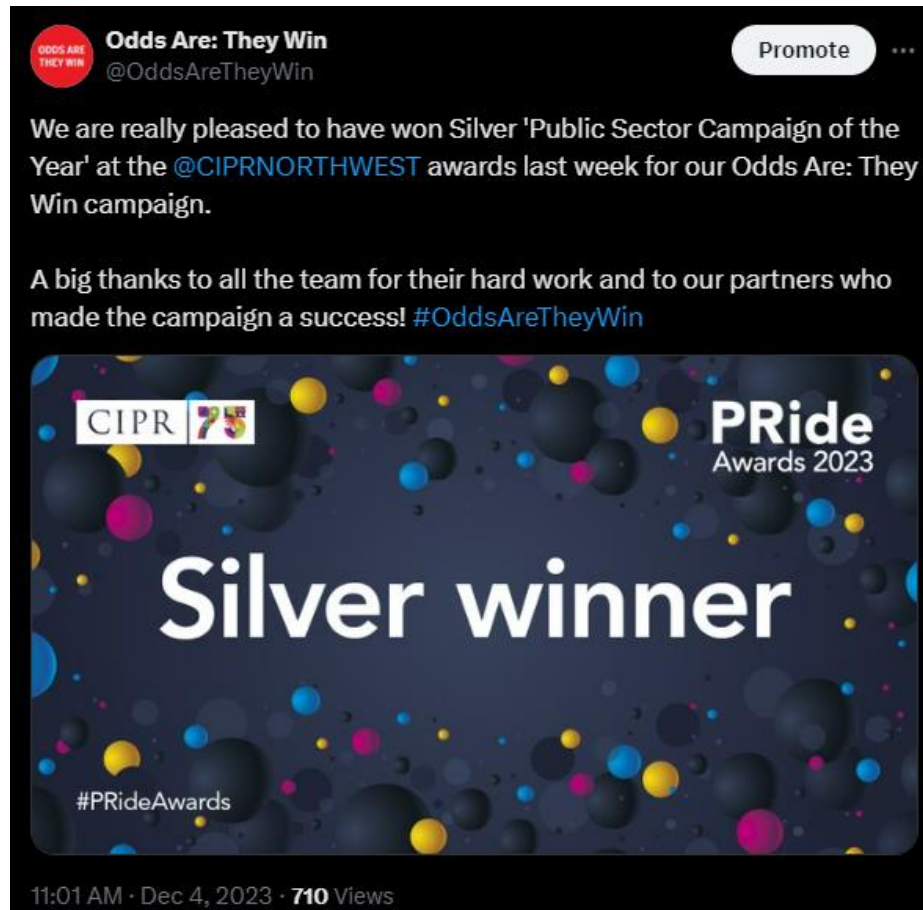 ODDS ARE
THEY WIN
Odds Are: They Win
@OddsAreTheyWin
Promote
We are really pleased to have won Silver 'Public Sector Campaign of the
Year' at the @CIPRNORTHWEST awards last week for our Odds Are: They
Win campaign.
A big thanks to all the team for their hard work and to our partners who
made the campaign a success! #OddsAreTheyWin
CIPR 75
PRide
Awards 2023
Silver winner
#PRideAwards
11:01 AM · Dec 4, 2023 · 710 Views